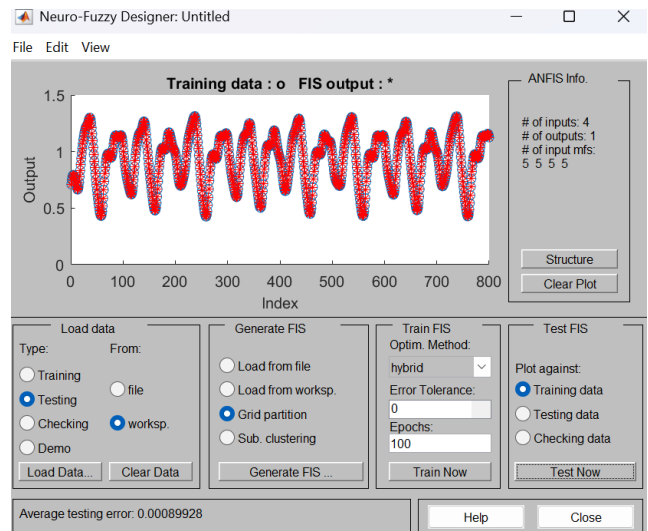 Neuro-Fuzzy Designer: Untitled
File Edit View
Training data : o FIS output : *
1.5
1
0.5
0
Output
0 100 200 300 400 500 600 700 800
Index
ANFIS Info.
# of inputs: 4
# of outputs: 1
# of input mfs:
5 5 5 5
Structure
Clear Plot
Load data
Type: From:
Training
Testing
Checking
Demo
file
worksp.
Load Data...
Clear Data
Generate FIS
Load from file
Load from worksp.
Grid partition
Sub. clustering
Generate FIS ...
Train FIS
Optim. Method:
hybrid
Error Tolerance:
0
Epochs:
100
Train Now
Test FIS
Plot against:
Training data
Testing data
Checking data
Test Now
Average testing error: 0.00089928
Help
Close